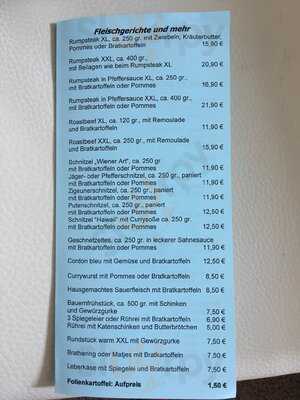 Fleischgerichte und mehr
Rumpsteak XL, ca. 250 gr. mit Zwiebeln, Kräuterbutter,
Pommes oder Bratkartoffeln 15,90 €
Rumpsteak XXL, ca. 400 gr.,
mit Beilagen wie beim Rumpsteak XL 20,90 €
Rumpsteak in Pfeffersauce XL, ca. 250 gr.
mit Bratkartoffeln oder Pommes 16,90 €
Rumpsteak in Pfeffersauce XXL, ca. 400 gr.,
mit Bratkartoffeln oder Pommes 21,90 €
Roastbeef XL, ca. 120 gr., mit Remoulade
und Bratkartoffeln 11,90 €
Roastbeef XXL, ca. 250 gr., mit Remoulade
und Bratkartoffeln 15,90 €
Schnitzel „Wiener Art", ca. 250 gr
mit Bratkartoffeln oder Pommes 11,90 €
Jäger- oder Pfefferschnitzel, ca. 250 gr., paniert
mit Bratkartoffeln oder Pommes 11,90 €
Zigeunerschnitzel, ca. 250 gr., paniert
mit Bratkartoffeln oder Pommes 11,90 €
Putenschnitzel, ca. 250 gr., paniert
mit Bratkartoffeln oder Pommes 12,50 €
Schnitzel "Hawaii" mit Currysoße ca. 250 gr.
mit Bratkartoffeln oder Pommes 12,50 €
Geschnetzeltes, ca. 250 gr. in leckerer Sahnesauce
mit Bratkartoffeln oder Pommes 11,90 €
Cordon bleu mit Gemüse und Bratkartoffeln 12,50 €
Currywurst mit Pommes oder Bratkartoffeln 8,50 €
Hausgemachtes Sauerfleisch mit Bratkartoffeln 8,50 €
Bauernfrühstück, ca. 500 gr. mit Schinken
und Gewürzgurke 7,50 €
3 Spiegeleier oder Rührei mit Bratkartoffeln 6,90 €
Rührei mit Katenschinken und Butterbrötchen 5,00 €
Rundstück warm XXL mit Gewürzgurke 7,50 €
Brathering oder Matjes mit Bratkartoffeln 7,50 €
Leberkäse mit Spiegelei und Bratkartoffeln 7,50 €
Folienkartoffel: Aufpreis 1,50 €